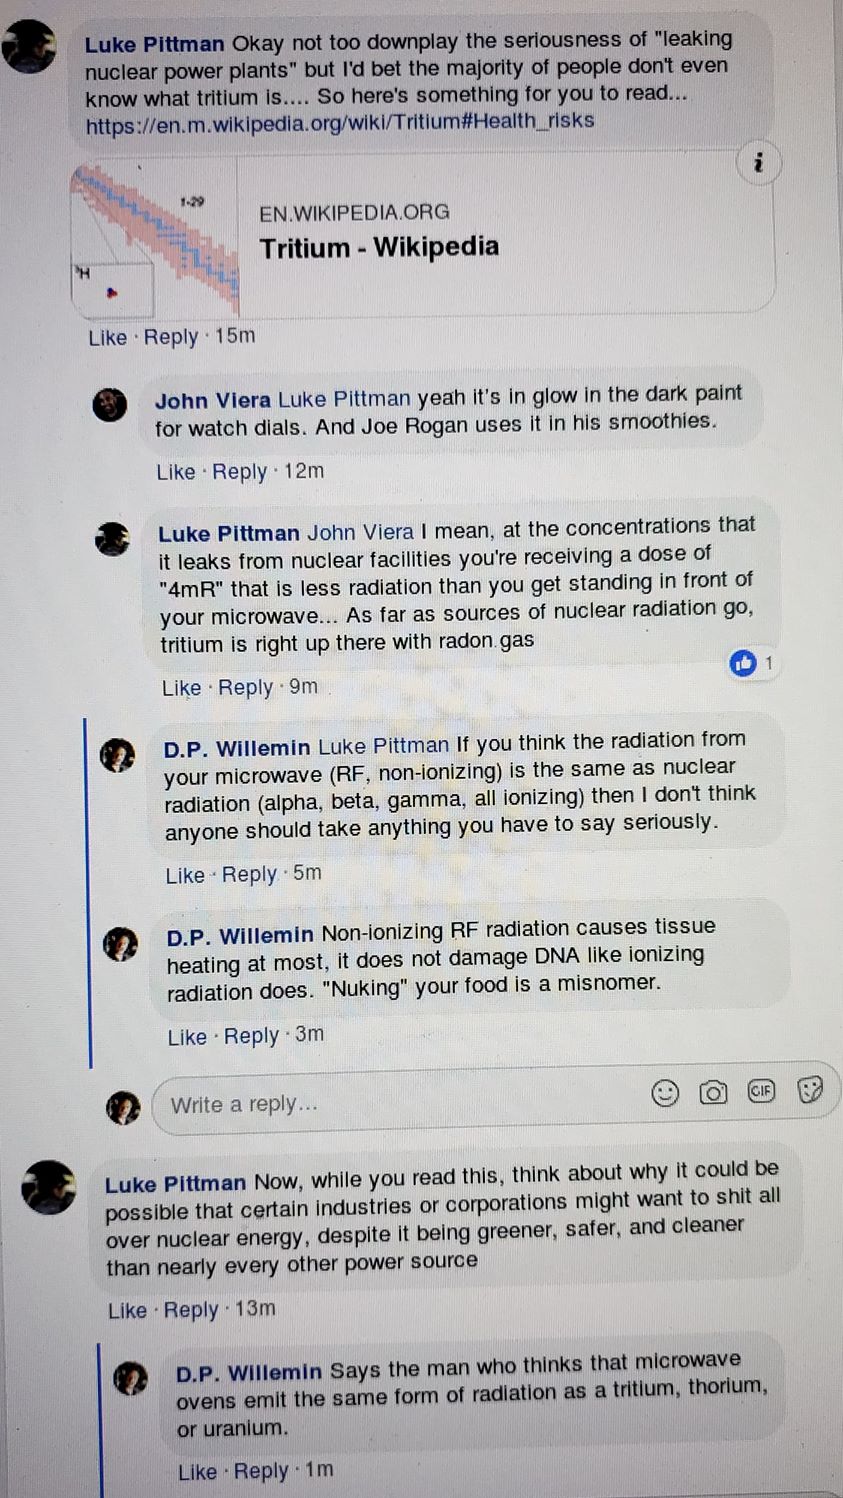 Luke Pittman Okay not too downplay the seriousness of "leaking
nuclear power plants" but I'd bet the majority of people don't even
know what tritium is.... So here's something for you to read...
https://en.m.wikipedia.org/wiki/Tritium#Health_risks
i
1-29
EN.WIKIPEDIA.ORG
Tritium - Wikipedia
³H
Like · Reply · 15m
John Viera Luke Pittman yeah it's in glow in the dark paint
for watch dials. And Joe Rogan uses it in his smoothies.
Like · Reply · 12m
Luke Pittman John Viera I mean, at the concentrations that
it leaks from nuclear facilities you're receiving a dose of
"4mR" that is less radiation than you get standing in front of
your microwave... As far as sources of nuclear radiation go,
tritium is right up there with radon.gas
1
Like · Reply · 9m
D.P. Willemin Luke Pittman If you think the radiation from
your microwave (RF, non-ionizing) is the same as nuclear
radiation (alpha, beta, gamma, all ionizing) then I don't think
anyone should take anything you have to say seriously.
Like · Reply · 5m
D.P. Willemin Non-ionizing RF radiation causes tissue
heating at most, it does not damage DNA like ionizing
radiation does. "Nuking" your food is a misnomer.
Like · Reply · 3m
Write a reply...
GIF
Luke Pittman Now, while you read this, think about why it could be
possible that certain industries or corporations might want to shit all
over nuclear energy, despite it being greener, safer, and cleaner
than nearly every other power source
Like · Reply · 13m
D.P. Willemin Says the man who thinks that microwave
ovens emit the same form of radiation as a tritium, thorium,
or uranium.
Like · Reply · 1m